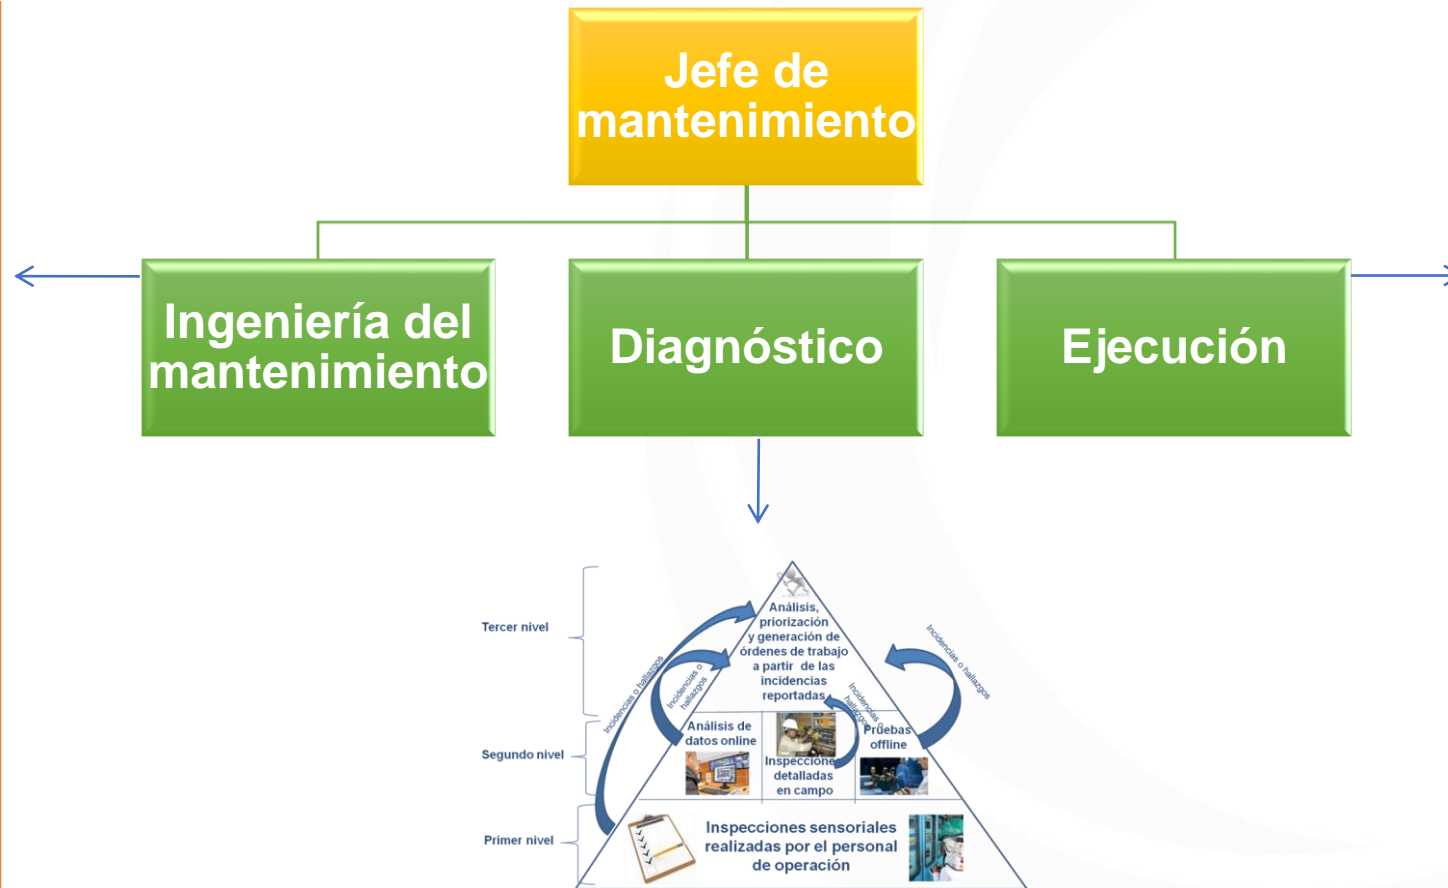 Jefe de
mantenimiento
Ingeniería del
mantenimiento
Diagnóstico
Ejecución
Tercer nivel
Análisis,
priorización
y generación de
órdenes de trabajo
a partir de las
incidencias
reportadas
Incidencias o hallazgos
Incidencias o
hallazgos
Incidencias o
hallazgos
Incidencias o hallazgos
Segundo nivel
Análisis de
datos online
Inspecciones
detalladas
en campo
Pruebas
offline
Primer nivel
Inspecciones sensoriales
realizadas por el personal
de operación